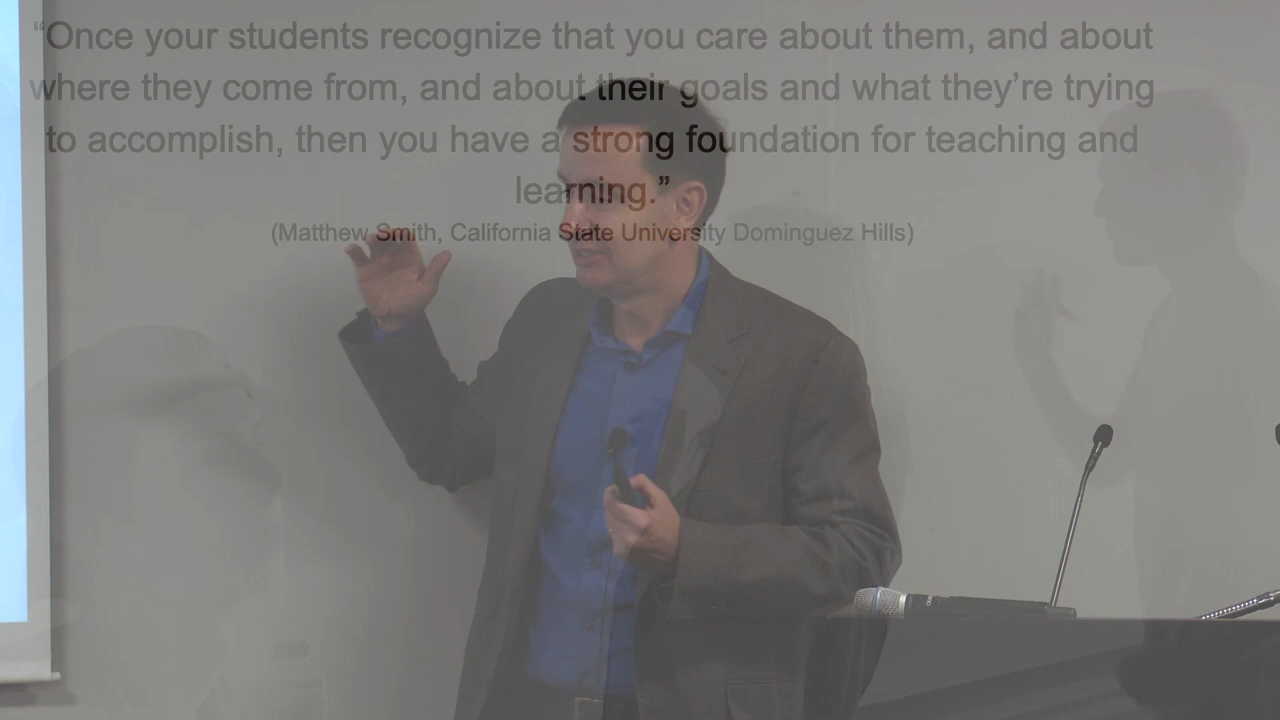 “Once your students recognize that you care about them, and about
where they come from, and about their goals and what they’re trying
to accomplish, then you have a strong foundation for teaching and
learning.”
(Matthew Smith, California State University Dominguez Hills)